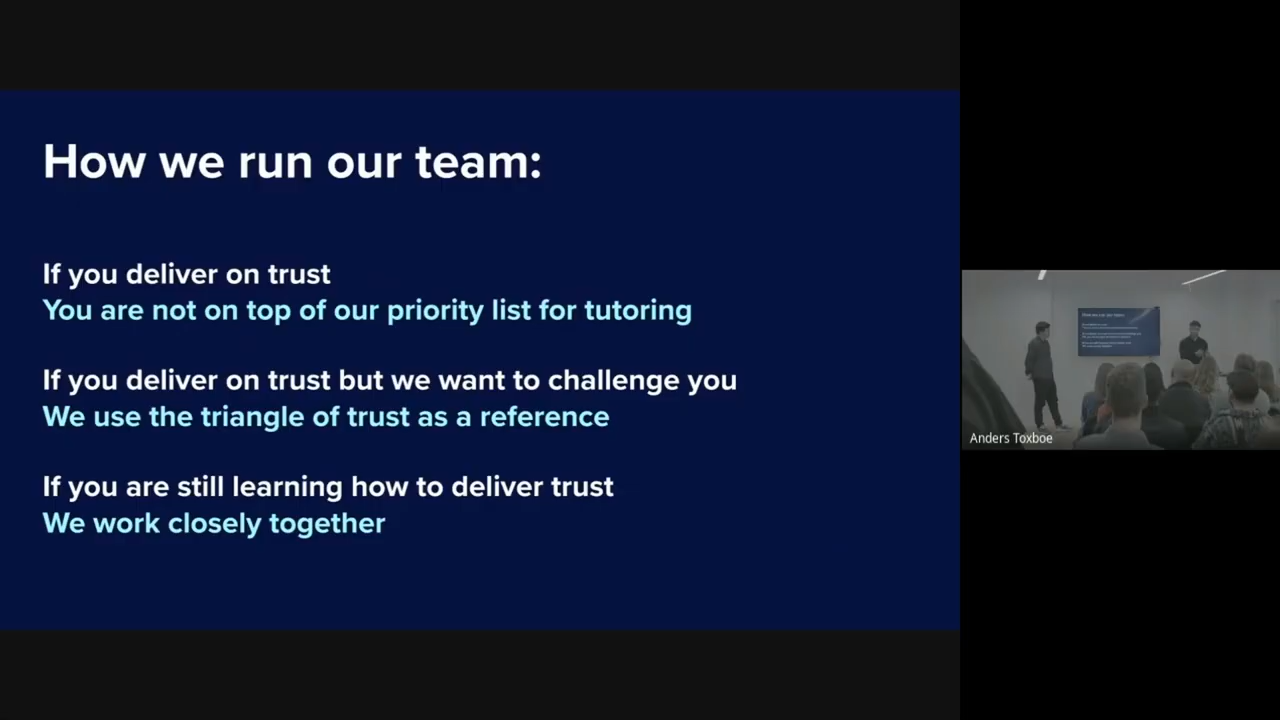 How we run our team:
If you deliver on trust
You are not on top of our priority list for tutoring
If you deliver on trust but we want to challenge you
We use the triangle of trust as a reference
If you are still learning how to deliver trust
We work closely together
Anders Toxboe